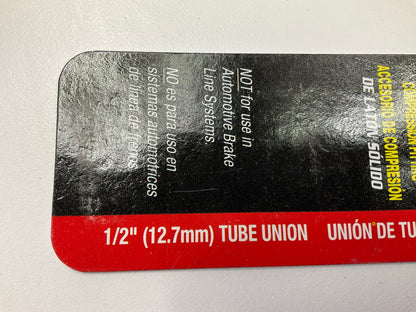 NOT for use in
Automotive Brake
Line Systems.
NO es para uso en
sistemas automotrices
de línea de frenos.
ACCESORIO DE COMPRESIÓN
DE LATÓN SÓLIDO
1/2" (12.7mm) TUBE UNION UNIÓN DE TU